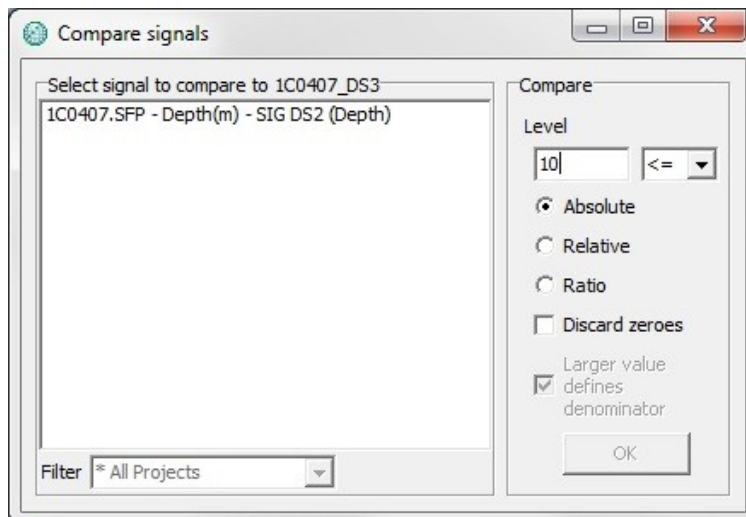 Compare signals
Select signal to compare to 1C0407_DS3
1C0407.SFP - Depth(m) - SIG DS2 (Depth)
Filter
* All Projects
Compare
Level
10
<=
Absolute
Relative
Ratio
Discard zeroes
Larger value
defines
denominator
OK